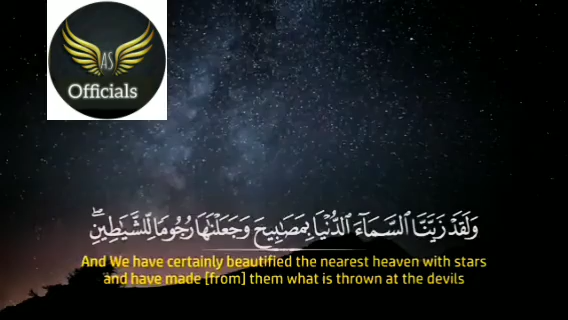 AS
Officials
وَلَقَدْ زَيَّنَّا ٱلسَّمَآءَ ٱلدُّنْيَا بِمَصَٰبِيحَ وَجَعَلْنَٰهَا رُجُومًا لِّلشَّيَٰطِينِ ۖ
And We have certainly beautified the nearest heaven with stars
and have made [from] them what is thrown at the devils